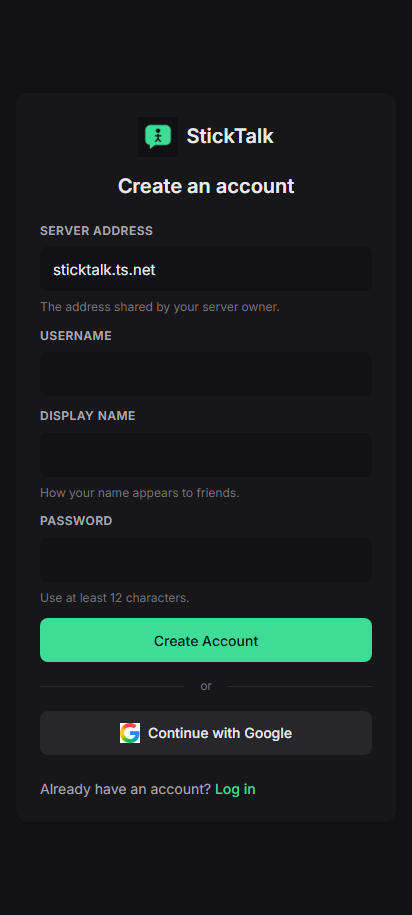 StickTalk
Create an account
SERVER ADDRESS
sticktalk.ts.net
The address shared by your server owner.
USERNAME
DISPLAY NAME
How your name appears to friends.
PASSWORD
Use at least 12 characters.
Create Account
or
Continue with Google
Already have an account? Log in